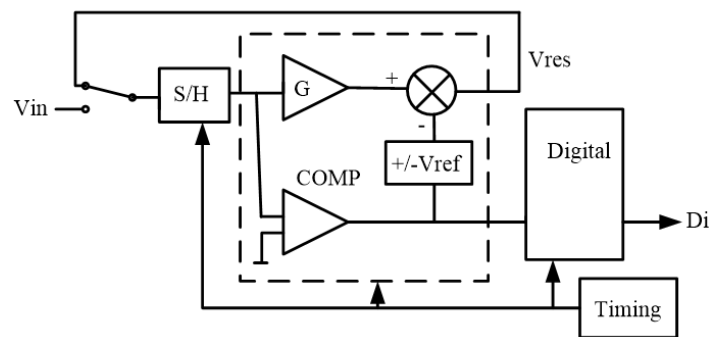 Vres
+
G
S/H
Vin
-
+/-Vref
Digital
COMP
Di
Timing